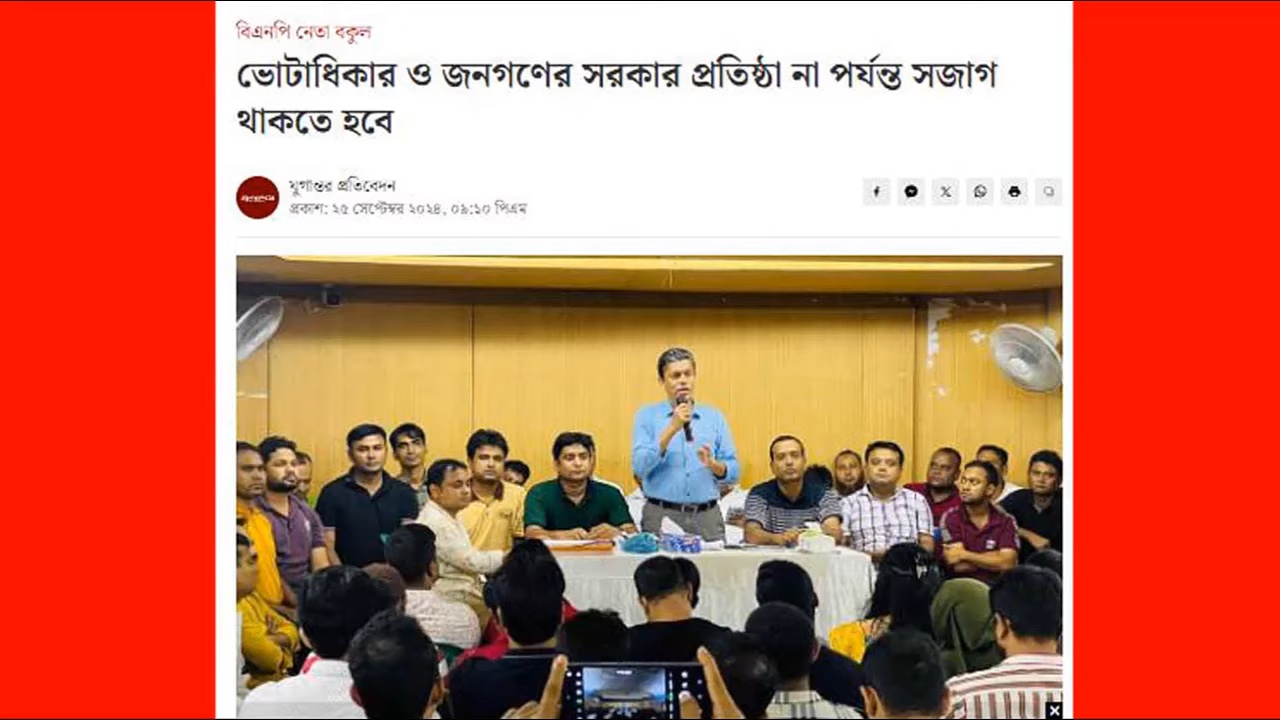 বিএনপি নেতা বকুল
ভোটাধিকার ও জনগণের সরকার প্রতিষ্ঠা না পর্যন্ত সজাগ
থাকতে হবে
যুগান্তর প্রতিবেদন
প্রকাশ: ২৫ সেপ্টেম্বর ২০২৪, ০৯:১০ পিএম